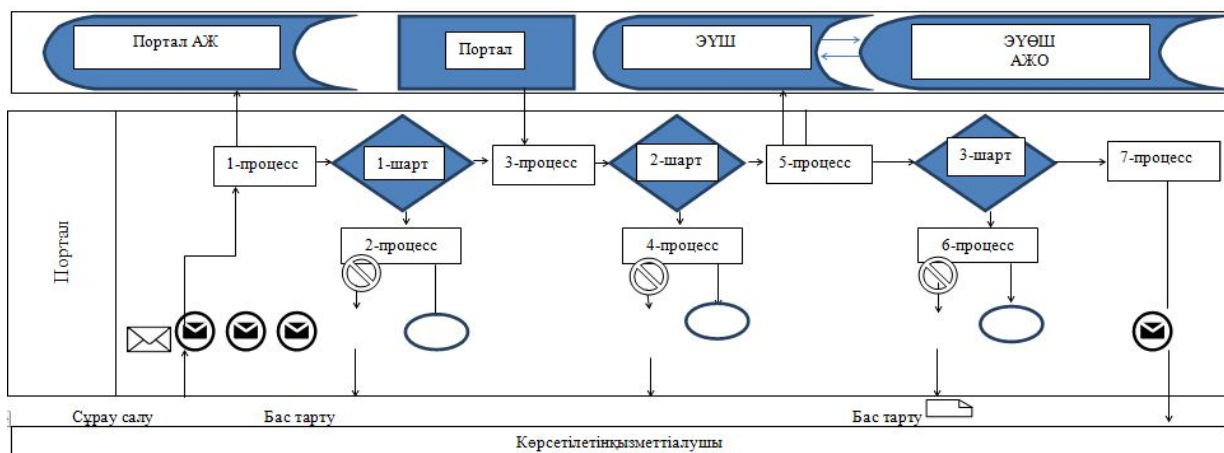 Портал АЖ
Портал
ЭҮШ
ЭҮӨШ
АЖО
Портал
1-процесс
1-шарт
3-процесс
2-шарт
5-процесс
3-шарт
7-процесс
2-процесс
4-процесс
6-процесс
Сұрау салу
Бас тарту
Бас тарту
Көрсетілетінқызметтіалушы